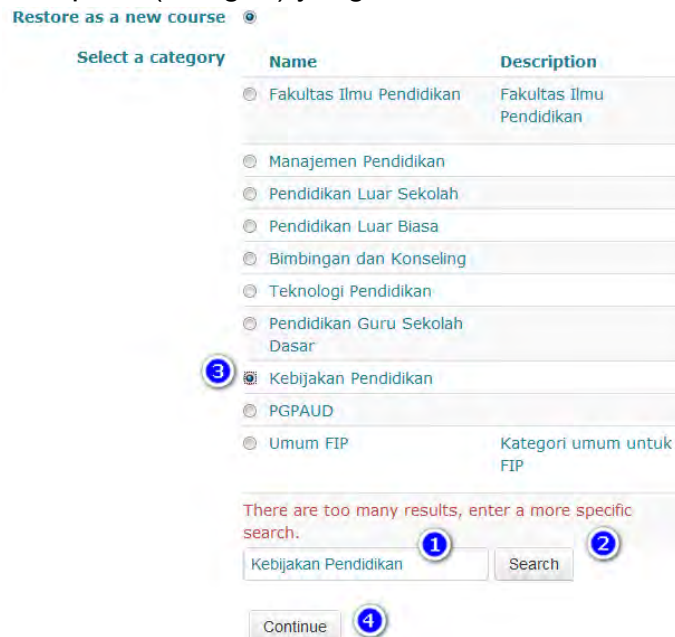 Restore as a new course
Select a category
Name Description
Fakultas Ilmu Pendidikan Fakultas Ilmu
Pendidikan
Manajemen Pendidikan
Pendidikan Luar Sekolah
Pendidikan Luar Biasa
Bimbingan dan Konseling
Teknologi Pendidikan
Pendidikan Guru Sekolah
Dasar
3 Kebijakan Pendidikan
PGPAUD
Umum FIP Kategori umum untuk
FIP
There are too many results, enter a more specific
search.
1 2
Kebijakan Pendidikan Search
Continue 4